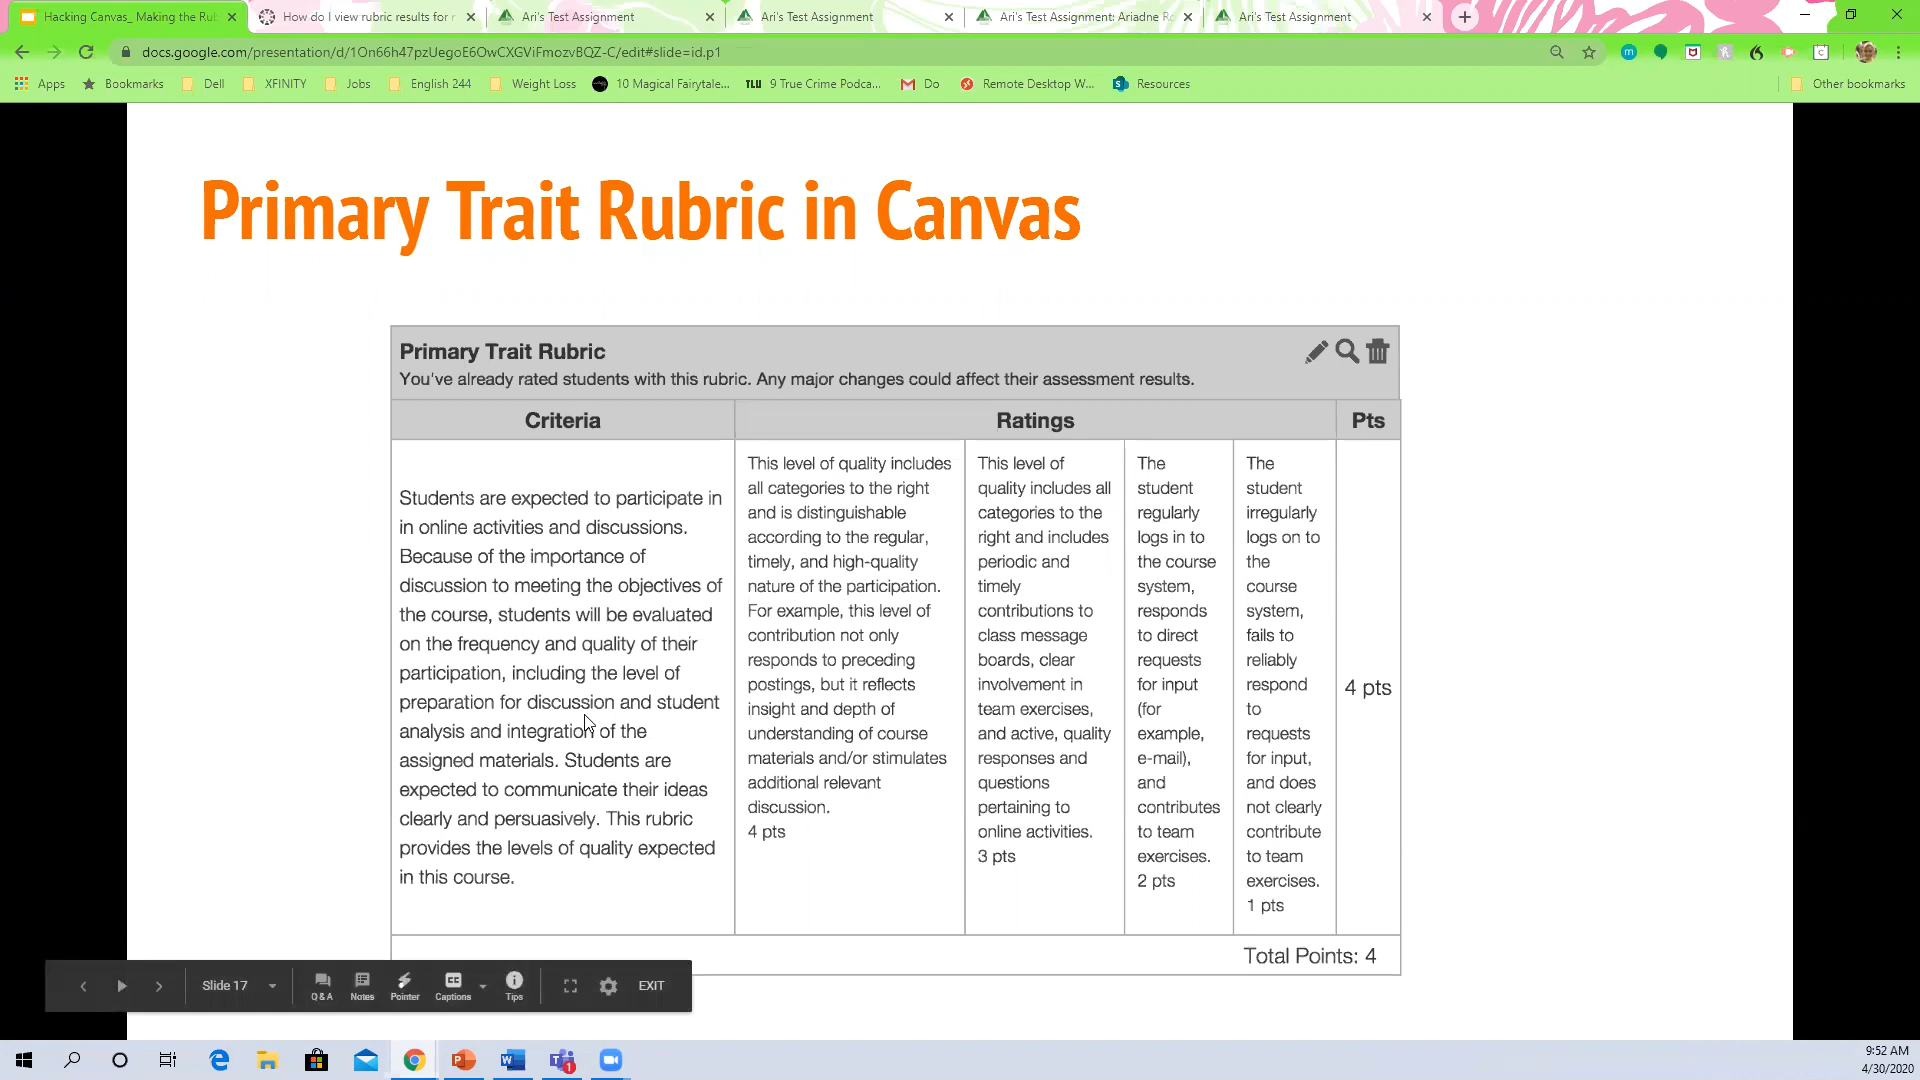 Hacking Canvas_ Making the Rub
How do I view rubric results for r
Ari's Test Assignment
Ari's Test Assignment
Ari's Test Assignment: Ariadne Ro
Ari's Test Assignment
docs.google.com/presentation/d/1On66h47pzUegoE6OwCXGViFmozvBQZ-C/edit#slide=id.p1
Apps
Bookmarks
Dell
XFINITY
Jobs
English 244
Weight Loss
10 Magical Fairytale...
TLU 9 True Crime Podca...
Do
Remote Desktop W...
Resources
Other bookmarks
Primary Trait Rubric in Canvas
Primary Trait Rubric
You've already rated students with this rubric. Any major changes could affect their assessment results.
Criteria
Ratings
Pts
Students are expected to participate in
in online activities and discussions.
Because of the importance of
discussion to meeting the objectives of
the course, students will be evaluated
on the frequency and quality of their
participation, including the level of
preparation for discussion and student
analysis and integration of the
assigned materials. Students are
expected to communicate their ideas
clearly and persuasively. This rubric
provides the levels of quality expected
in this course.
This level of quality includes
all categories to the right
and is distinguishable
according to the regular,
timely, and high-quality
nature of the participation.
For example, this level of
contribution not only
responds to preceding
postings, but it reflects
insight and depth of
understanding of course
materials and/or stimulates
additional relevant
discussion.
4 pts
This level of
quality includes all
categories to the
right and includes
periodic and
timely
contributions to
class message
boards, clear
involvement in
team exercises,
and active, quality
responses and
questions
pertaining to
online activities.
3 pts
The
student
regularly
logs in to
the course
system,
responds
to direct
requests
for input
(for
example,
e-mail),
and
contributes
to team
exercises.
2 pts
The
student
irregularly
logs on to
the
course
system,
fails to
reliably
respond
to
requests
for input,
and does
not clearly
contribute
to team
exercises.
1 pts
4 pts
Total Points: 4
Slide 17
Q & A
Notes
Pointer
CC
Captions
Tips
EXIT
9:52 AM
4/30/2020